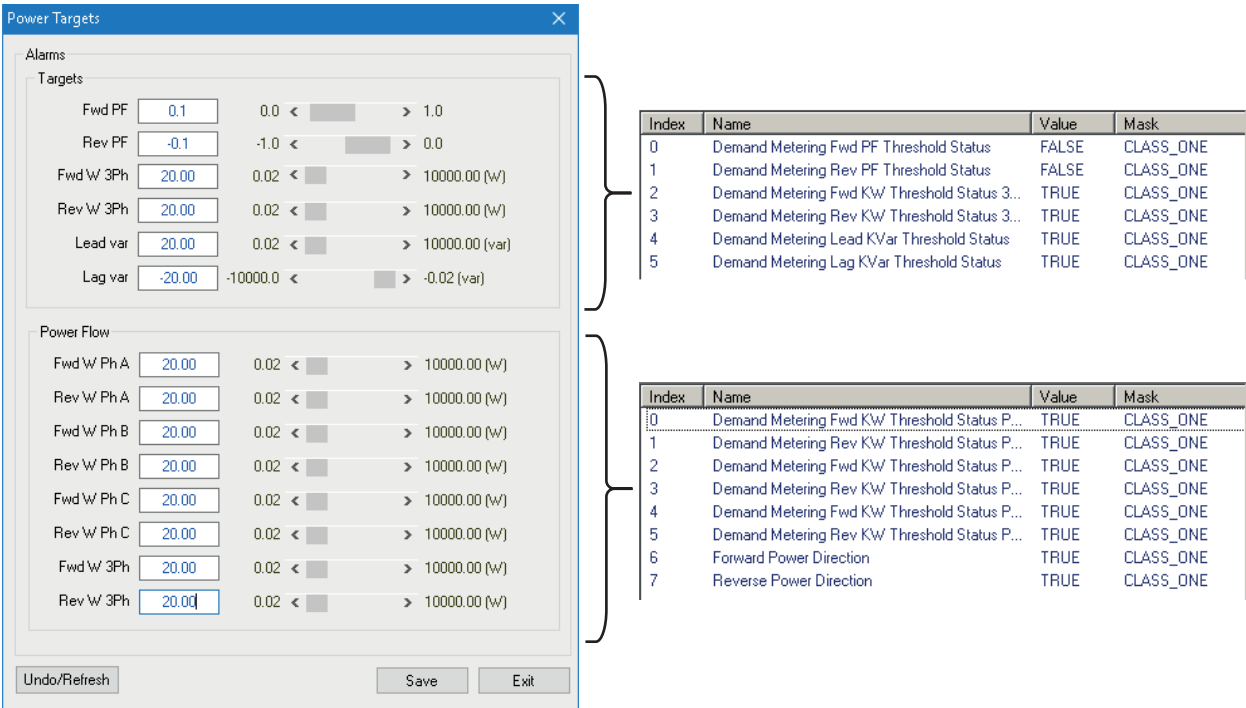 Power Targets
Alarms
Targets
Fwd PF 0.1 0.0 < > 1.0
Rev PF -0.1 -1.0 < > 0.0
Fwd W 3Ph 20.00 0.02 < > 10000.00 (W)
Rev W 3Ph 20.00 0.02 < > 10000.00 (W)
Lead var 20.00 0.02 < > 10000.00 (var)
Lag var -20.00 -10000.0 < > -0.02 (var)
Power Flow
Fwd W Ph A 20.00 0.02 < > 10000.00 (W)
Rev W Ph A 20.00 0.02 < > 10000.00 (W)
Fwd W Ph B 20.00 0.02 < > 10000.00 (W)
Rev W Ph B 20.00 0.02 < > 10000.00 (W)
Fwd W Ph C 20.00 0.02 < > 10000.00 (W)
Rev W Ph C 20.00 0.02 < > 10000.00 (W)
Fwd W 3Ph 20.00 0.02 < > 10000.00 (W)
Rev W 3Ph 20.00 0.02 < > 10000.00 (W)
Undo/Refresh Save Exit
Index Name Value Mask
0 Demand Metering Fwd PF Threshold Status FALSE CLASS_ONE
1 Demand Metering Rev PF Threshold Status FALSE CLASS_ONE
2 Demand Metering Fwd KW Threshold Status 3... TRUE CLASS_ONE
3 Demand Metering Rev KW Threshold Status 3... TRUE CLASS_ONE
4 Demand Metering Lead KVar Threshold Status TRUE CLASS_ONE
5 Demand Metering Lag KVar Threshold Status TRUE CLASS_ONE
Index Name Value Mask
0 Demand Metering Fwd KW Threshold Status P... TRUE CLASS_ONE
1 Demand Metering Rev KW Threshold Status P... TRUE CLASS_ONE
2 Demand Metering Fwd KW Threshold Status P... TRUE CLASS_ONE
3 Demand Metering Rev KW Threshold Status P... TRUE CLASS_ONE
4 Demand Metering Fwd KW Threshold Status P... TRUE CLASS_ONE
5 Demand Metering Rev KW Threshold Status P... TRUE CLASS_ONE
6 Forward Power Direction TRUE CLASS_ONE
7 Reverse Power Direction TRUE CLASS_ONE